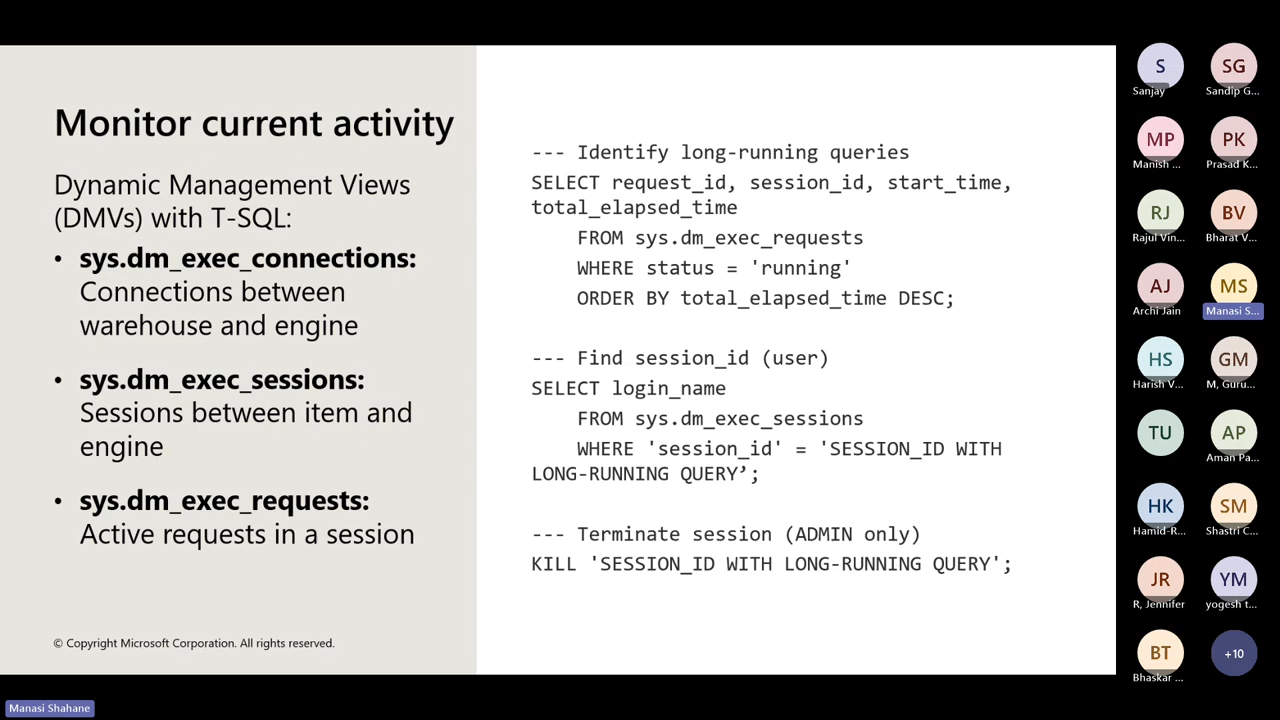 Monitor current activity
Dynamic Management Views
(DMVs) with T-SQL:
• sys.dm_exec_connections:
Connections between
warehouse and engine
• sys.dm_exec_sessions:
Sessions between item and
engine
• sys.dm_exec_requests:
Active requests in a session
© Copyright Microsoft Corporation. All rights reserved.
--- Identify long-running queries
SELECT request_id, session_id, start_time,
total_elapsed_time
FROM sys.dm_exec_requests
WHERE status = 'running'
ORDER BY total_elapsed_time DESC;
--- Find session_id (user)
SELECT login_name
FROM sys.dm_exec_sessions
WHERE 'session_id' = 'SESSION_ID WITH
LONG-RUNNING QUERY’;
--- Terminate session (ADMIN only)
KILL 'SESSION_ID WITH LONG-RUNNING QUERY';
S SG
Sanjay Sandip G...
MP PK
Manish ... Prasad K...
RJ BV
Rajul Vin... Bharat V...
AJ MS
Archi Jain Manasi S...
HS GM
Harish V... M, Guru...
TU AP
Aman Pa...
HK SM
Hamid-R... Shastri C...
JR YM
R, Jennifer yogesh t...
BT +10
Bhaskar ...
Manasi Shahane